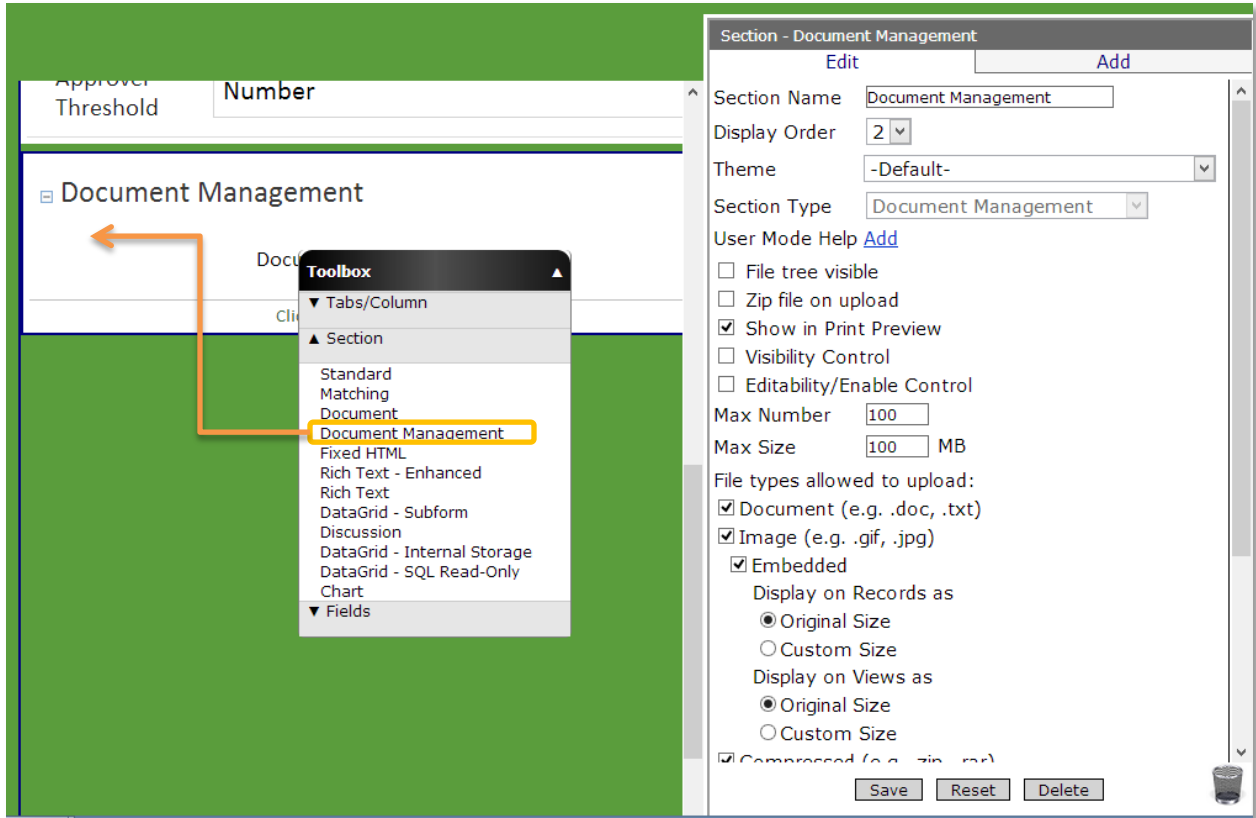 Approver
Threshold
Number
Document Management
Docu
Clic
Toolbox ▲
▼ Tabs/Column
▲ Section
Standard
Matching
Document
Document Management
Fixed HTML
Rich Text - Enhanced
Rich Text
DataGrid - Subform
Discussion
DataGrid - Internal Storage
DataGrid - SQL Read-Only
Chart
▼ Fields
Section - Document Management
Edit Add
Section Name Document Management
Display Order 2
Theme -Default-
Section Type Document Management
User Mode Help Add
File tree visible
Zip file on upload
Show in Print Preview
Visibility Control
Editability/Enable Control
Max Number 100
Max Size 100 MB
File types allowed to upload:
Document (e.g. .doc, .txt)
Image (e.g. .gif, .jpg)
Embedded
Display on Records as
Original Size
Custom Size
Display on Views as
Original Size
Custom Size
Compressed (e.g. .zip, .rar)
Save Reset Delete